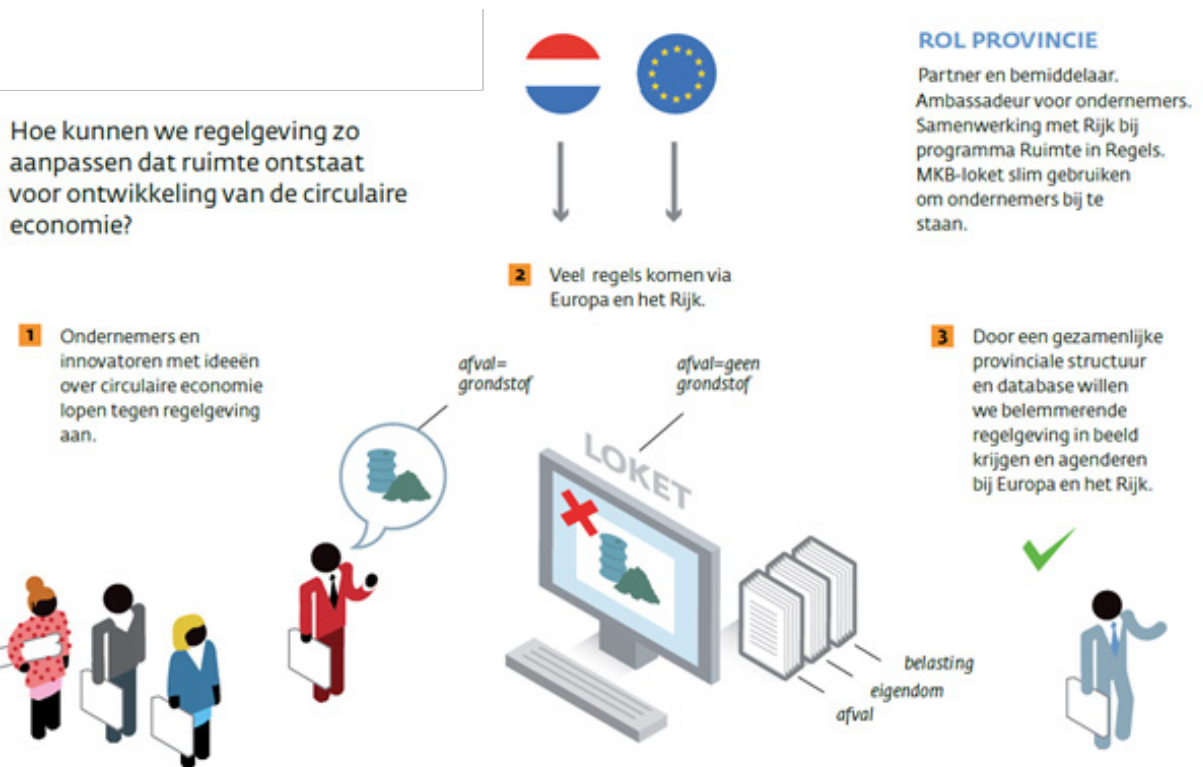 Hoe kunnen we regelgeving zo
aanpassen dat ruimte ontstaat
voor ontwikkeling van de circulaire
economie?
ROL PROVINCIE
Partner en bemiddelaar.
Ambassadeur voor ondernemers.
Samenwerking met Rijk bij
programma Ruimte in Regels.
MKB-loket slim gebruiken
om ondernemers bij te
staan.
1 Ondernemers en
innovatoren met ideeën
over circulaire economie
lopen tegen regelgeving
aan.
2 Veel regels komen via
Europa en het Rijk.
afval=
grondstof
afval=geen
grondstof
LOKET
belasting
eigendom
afval
3 Door een gezamenlijke
provinciale structuur
en database willen
we belemmerende
regelgeving in beeld
krijgen en agenderen
bij Europa en het Rijk.